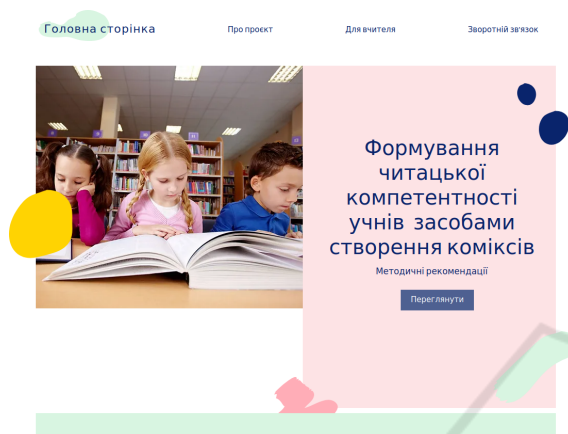 Головна сторінка
Про проєкт
Для вчителя
Зворотній зв'язок
Формування
читацької
компетентності
учнів засобами
створення коміксів
Методичні рекомендації
Переглянути